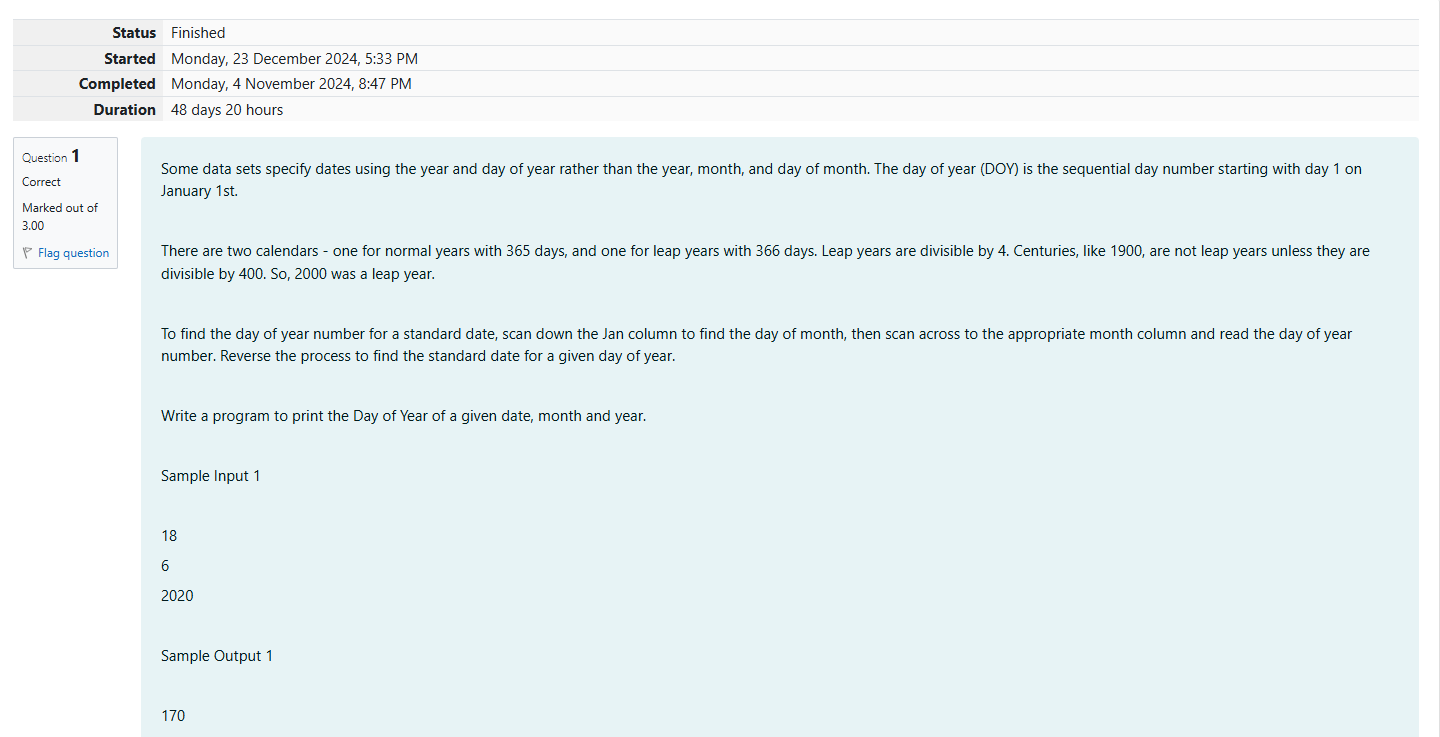 Status Finished
Started Monday, 23 December 2024, 5:33 PM
Completed Monday, 4 November 2024, 8:47 PM
Duration 48 days 20 hours
Question 1
Correct
Marked out of
3.00
Flag question
Some data sets specify dates using the year and day of year rather than the year, month, and day of month. The day of year (DOY) is the sequential day number starting with day 1 on
January 1st.
There are two calendars - one for normal years with 365 days, and one for leap years with 366 days. Leap years are divisible by 4. Centuries, like 1900, are not leap years unless they are
divisible by 400. So, 2000 was a leap year.
To find the day of year number for a standard date, scan down the Jan column to find the day of month, then scan across to the appropriate month column and read the day of year
number. Reverse the process to find the standard date for a given day of year.
Write a program to print the Day of Year of a given date, month and year.
Sample Input 1
18
6
2020
Sample Output 1
170